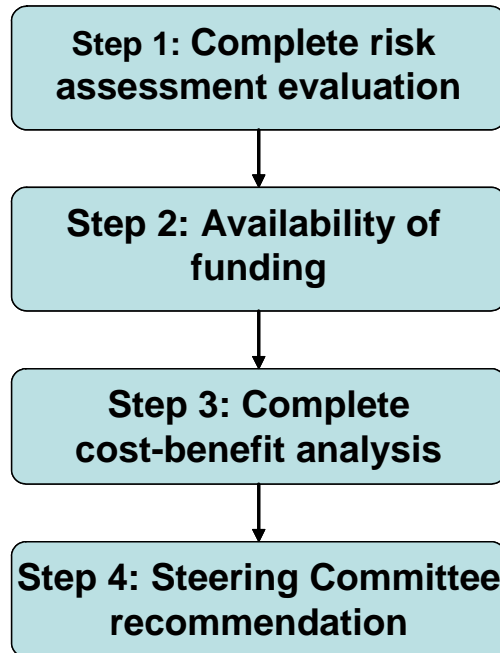 Step 1: Complete risk
assessment evaluation
Step 2: Availability of
funding
Step 3: Complete
cost-benefit analysis
Step 4: Steering Committee
recommendation